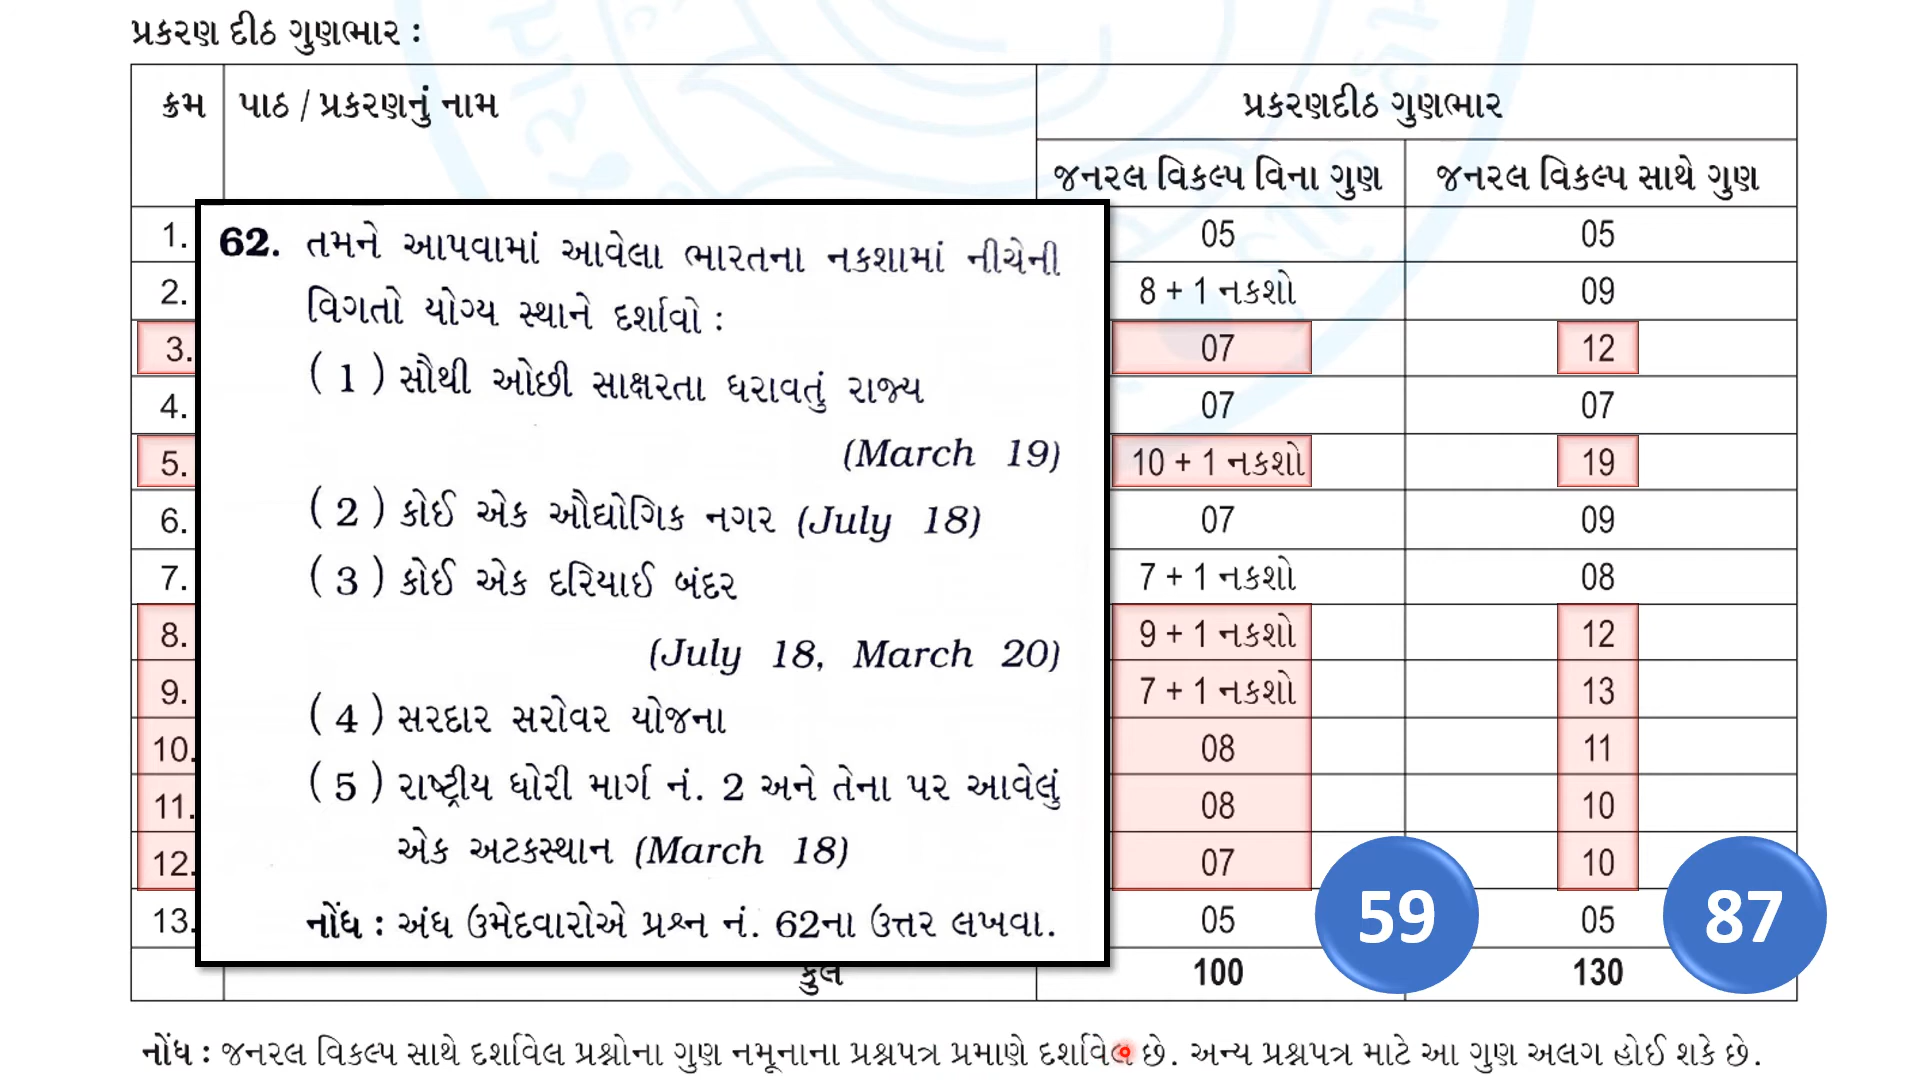 પ્રકરણ દીઠ ગુણભાર :
ક્રમ પાઠ / પ્રકરણનું નામ પ્રકરણદીઠ ગુણભાર
જનરલ વિકલ્પ વિના ગુણ જનરલ વિકલ્પ સાથે ગુણ
1. 05 05
2. 8 + 1 નકશો 09
3. 07 12
4. 07 07
5. 10 + 1 નકશો 19
6. 07 09
7. 7 + 1 નકશો 08
8. 9 + 1 નકશો 12
9. 7 + 1 નકશો 13
10. 08 11
11. 08 10
12. 07 10
13. 05 05
કુલ 100 130
59
87
62. તમને આપવામાં આવેલા ભારતના નકશામાં નીચેની
વિગતો યોગ્ય સ્થાને દર્શાવો :
( 1 ) સૌથી ઓછી સાક્ષરતા ધરાવતું રાજ્ય
(March 19)
( 2 ) કોઈ એક ઔદ્યોગિક નગર (July 18)
( 3 ) કોઈ એક દરિયાઈ બંદર
(July 18, March 20)
( 4 ) સરદાર સરોવર યોજના
( 5 ) રાષ્ટ્રીય ધોરી માર્ગ નં. 2 અને તેના પર આવેલું
એક અટકસ્થાન (March 18)
નોંધ : અંધ ઉમેદવારોએ પ્રશ્ન નં. 62ના ઉત્તર લખવા.
નોંધ : જનરલ વિકલ્પ સાથે દર્શાવેલ પ્રશ્નોના ગુણ નમૂનાના પ્રશ્નપત્ર પ્રમાણે દર્શાવેલ છે. અન્ય પ્રશ્નપત્ર માટે આ ગુણ અલગ હોઈ શકે છે.